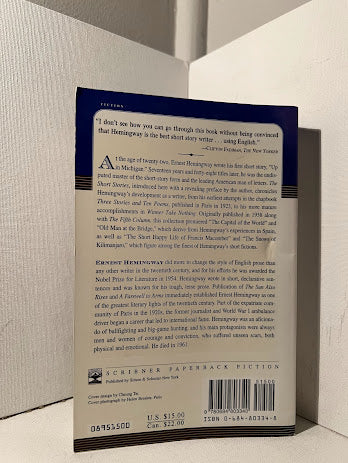 FICTION
"I don't see how you can go through this book without being convinced
that Hemingway is the best short story writer . . . using English."
—CLIFTON FADIMAN, THE NEW YORKER
At the age of twenty-two, Ernest Hemingway wrote his first short story, "Up
in Michigan." Seventeen years and forty-eight titles later, he was the undis-
puted master of the short-story form and the leading American man of letters. The
Short Stories, introduced here with a revealing preface by the author, chronicles
Hemingway's development as a writer, from his earliest attempts in the chapbook
Three Stories and Ten Poems, published in Paris in 1923, to his more mature
accomplishments in Winner Take Nothing. Originally published in 1938 along
with The Fifth Column, this collection premiered "The Capital of the World" and
"Old Man at the Bridge," which derive from Hemingway's experiences in Spain,
as well as "The Short Happy Life of Francis Macomber" and "The Snows of
Kilimanjaro," which figure among the finest of Hemingway's short fictions.
ERNEST HEMINGWAY did more to change the style of English prose than
any other writer in the twentieth century, and for his efforts he was awarded the
Nobel Prize for Literature in 1954. Hemingway wrote in short, declarative sen-
tences and was known for his tough, terse prose. Publication of The Sun Also
Rises and A Farewell to Arms immediately established Ernest Hemingway as one
of the greatest literary lights of the twentieth century. Part of the expatriate com-
munity of Paris in the 1920s, the former journalist and World War I ambulance
driver began a career that led to international fame. Hemingway was an aficiona-
do of bullfighting and big-game hunting, and his main protagonists were always
men and women of courage and conviction, who suffered unseen scars, both
physical and emotional. He died in 1961.
SCRIBNER PAPERBACK FICTION
Published by Simon & Schuster New York
Cover design by
Cover photograph by Helen Breaker, Paris
51500
9 780684 803340
ISBN 0-684-80334-8
U.S. $15.00
Can. $22.00
08951500